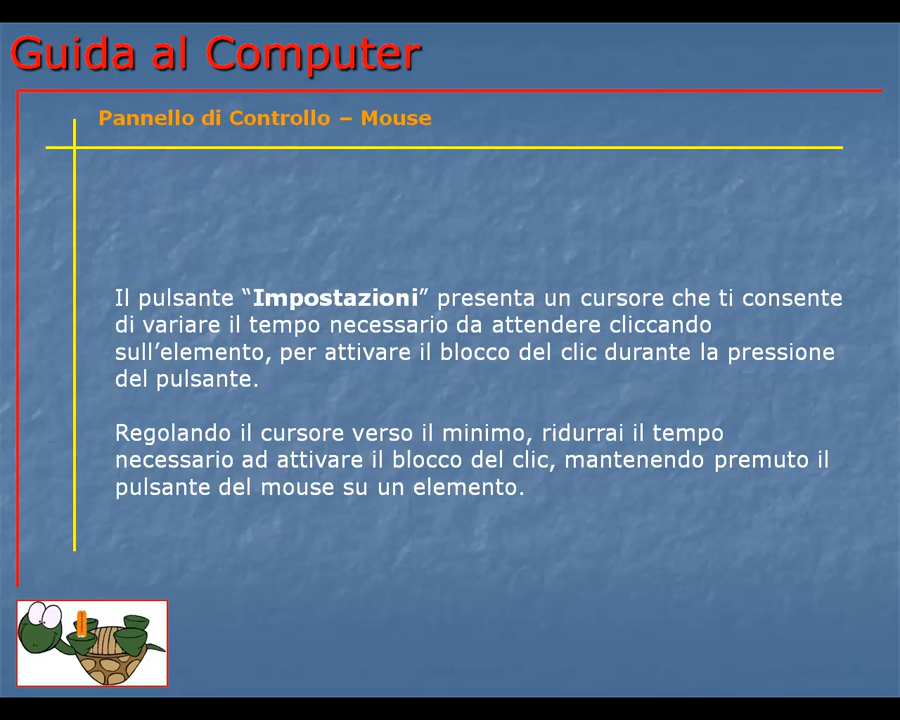 Guida al Computer
Pannello di Controllo – Mouse
Il pulsante “Impostazioni” presenta un cursore che ti consente
di variare il tempo necessario da attendere cliccando
sull’elemento, per attivare il blocco del clic durante la pressione
del pulsante.
Regolando il cursore verso il minimo, ridurrai il tempo
necessario ad attivare il blocco del clic, mantenendo premuto il
pulsante del mouse su un elemento.